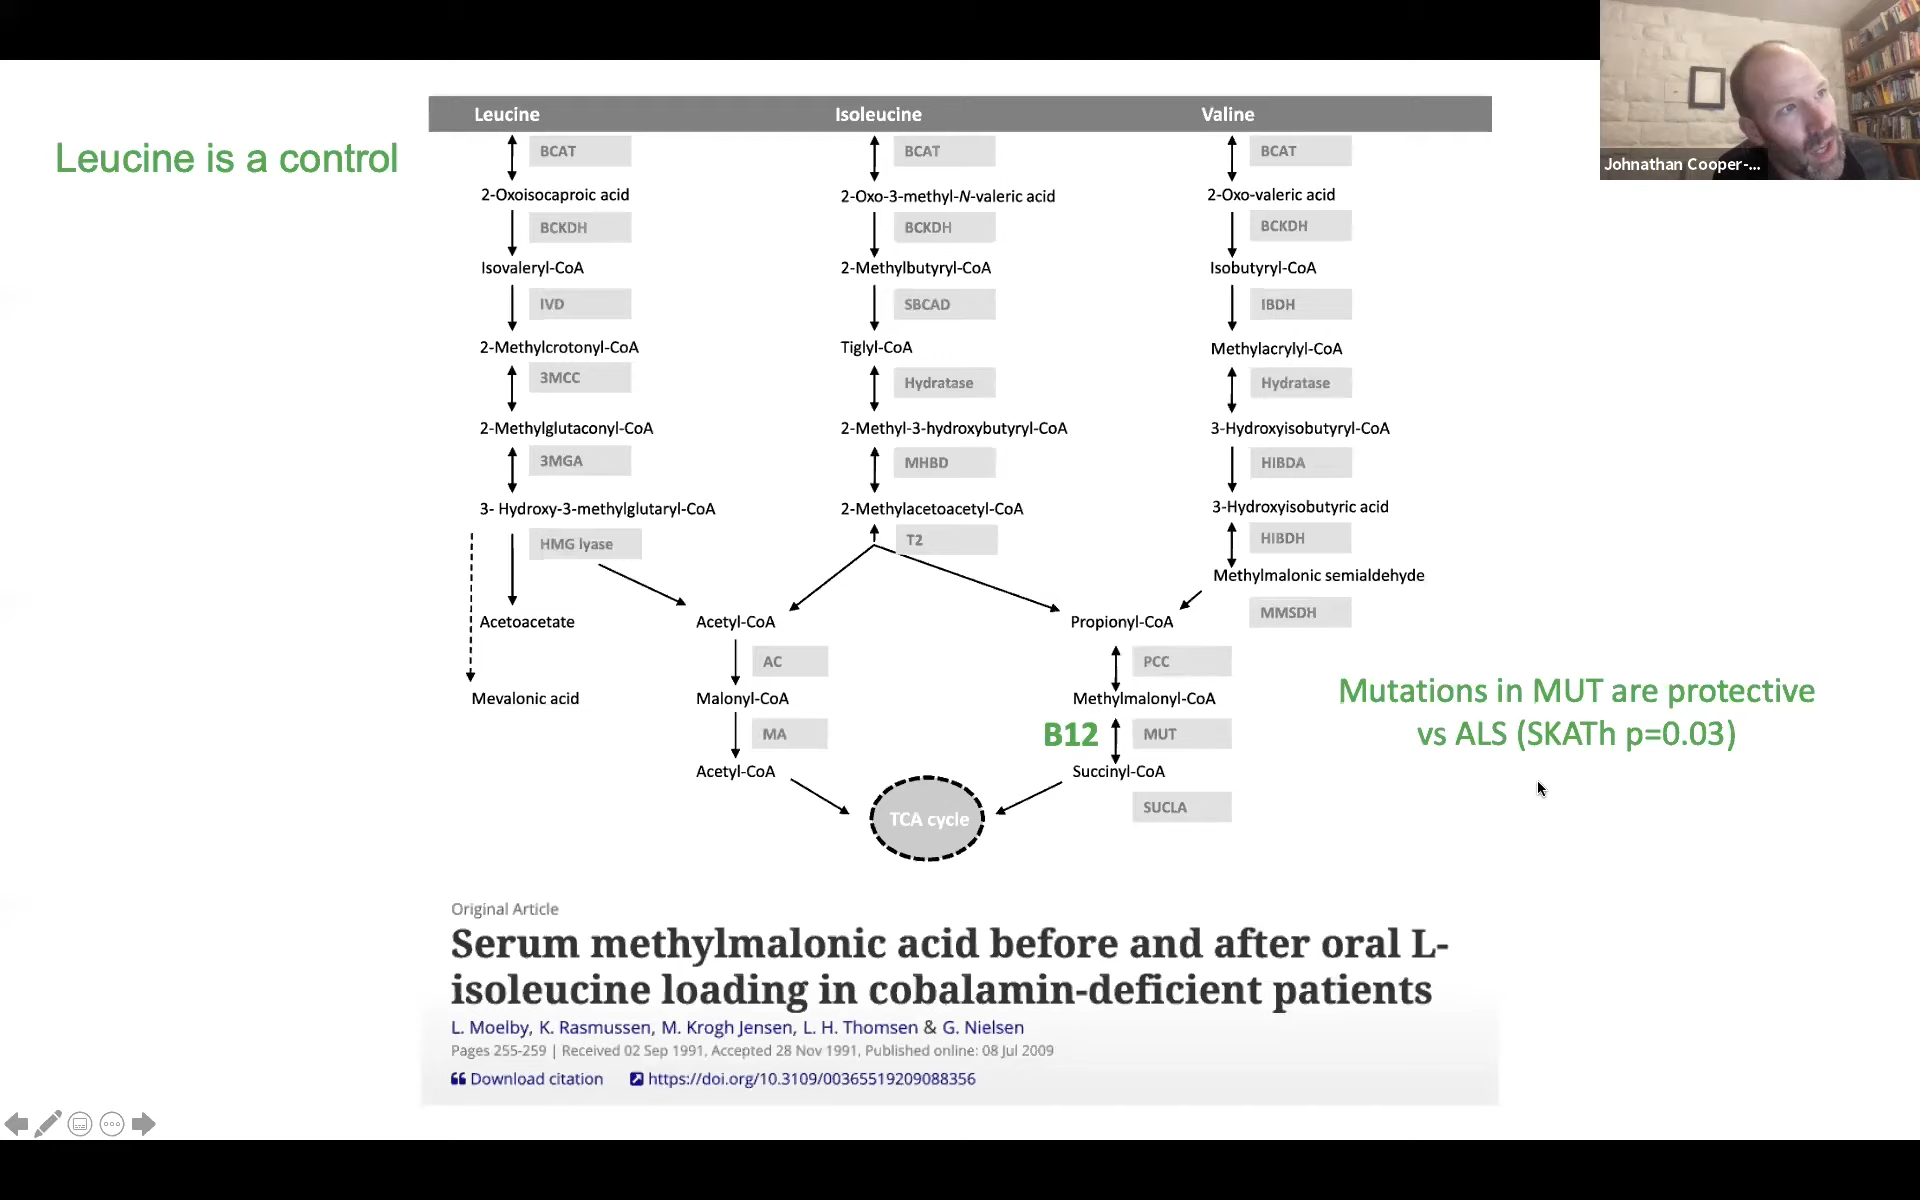 Johnathan Cooper-...
Leucine is a control
Leucine Isoleucine Valine
BCAT BCAT BCAT
2-Oxoisocaproic acid 2-Oxo-3-methyl-N-valeric acid 2-Oxo-valeric acid
BCKDH BCKDH BCKDH
Isovaleryl-CoA 2-Methylbutyryl-CoA Isobutyryl-CoA
IVD SBCAD IBDH
2-Methylcrotonyl-CoA Tiglyl-CoA Methylacrylyl-CoA
3MCC Hydratase Hydratase
2-Methylglutaconyl-CoA 2-Methyl-3-hydroxybutyryl-CoA 3-Hydroxyisobutyryl-CoA
3MGA MHBD HIBDA
3- Hydroxy-3-methylglutaryl-CoA 2-Methylacetoacetyl-CoA 3-Hydroxyisobutyric acid
HMG lyase T2 HIBDH
Methylmalonic semialdehyde
MMSDH
Acetoacetate Acetyl-CoA Propionyl-CoA
AC PCC
Mevalonic acid Malonyl-CoA Methylmalonyl-CoA
MA B12 MUT
Acetyl-CoA Succinyl-CoA
TCA cycle SUCLA
Mutations in MUT are protective
vs ALS (SKATh p=0.03)
Original Article
Serum methylmalonic acid before and after oral L-
isoleucine loading in cobalamin-deficient patients
L. Moelby, K. Rasmussen, M. Krogh Jensen, L. H. Thomsen & G. Nielsen
Pages 255-259 | Received 02 Sep 1991, Accepted 28 Nov 1991, Published online: 08 Jul 2009
Download citation https://doi.org/10.3109/00365519209088356